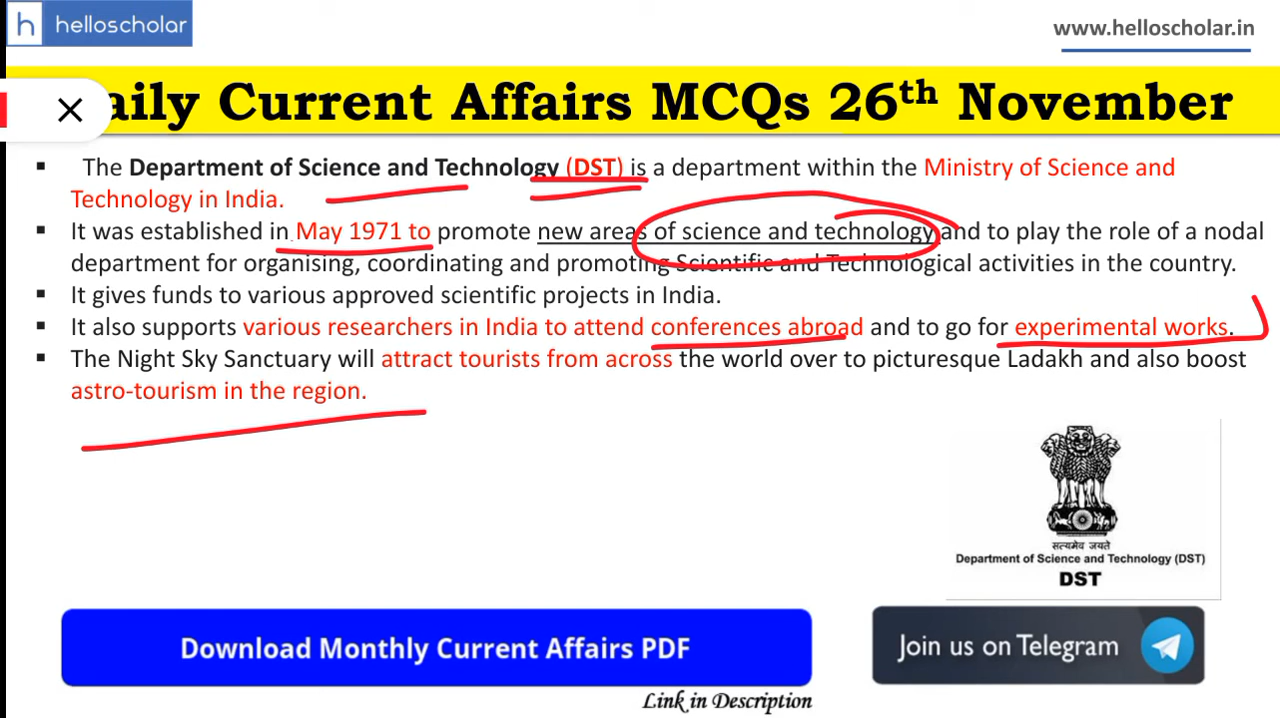 h helloscholar
www.helloscholar.in
aily Current Affairs MCQs 26th November
▪ The Department of Science and Technology (DST) is a department within the Ministry of Science and
Technology in India.
▪ It was established in May 1971 to promote new areas of science and technology and to play the role of a nodal
department for organising, coordinating and promoting Scientific and Technological activities in the country.
▪ It gives funds to various approved scientific projects in India.
▪ It also supports various researchers in India to attend conferences abroad and to go for experimental works.
▪ The Night Sky Sanctuary will attract tourists from across the world over to picturesque Ladakh and also boost
astro-tourism in the region.
सत्यमेव जयते
Department of Science and Technology (DST)
DST
Download Monthly Current Affairs PDF
Join us on Telegram
Link in Description